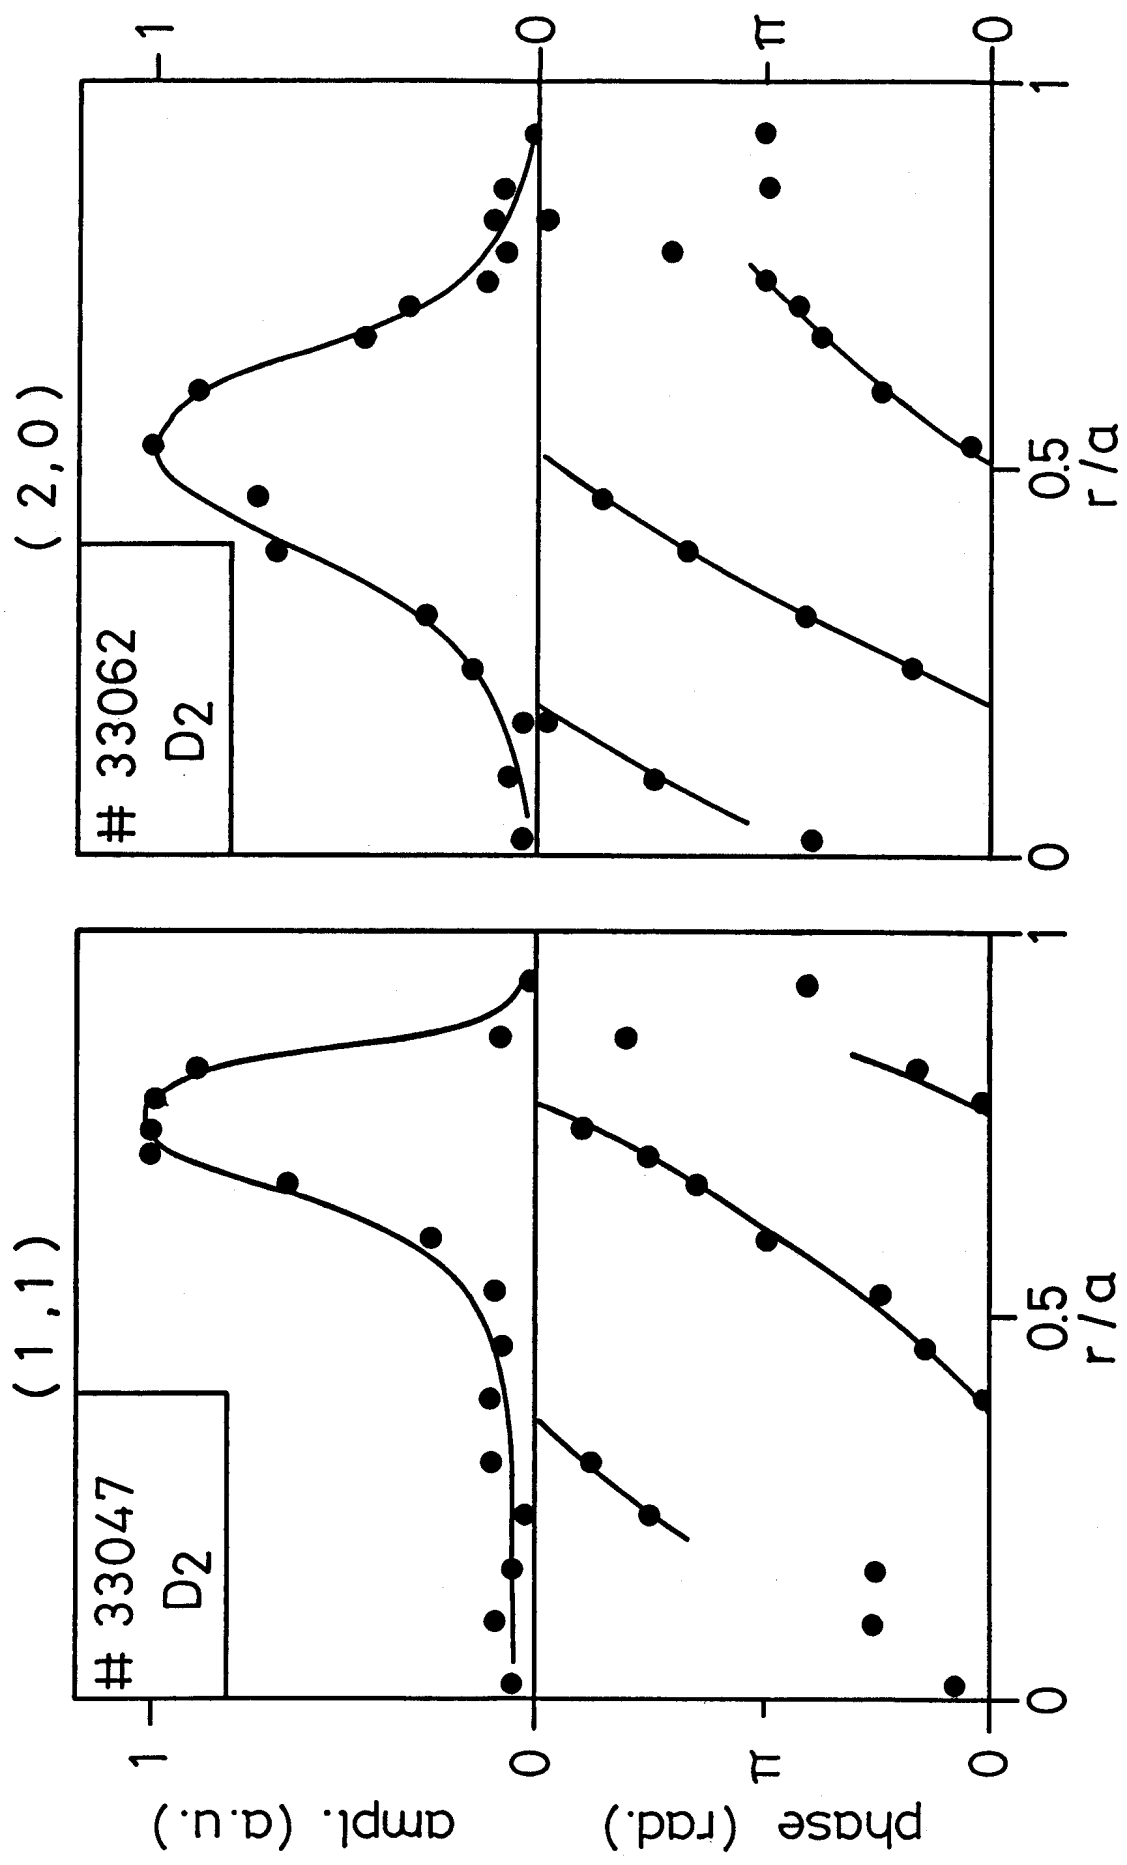 (1,1)
(2,0)
# 33047
D2
# 33062
D2
1
0
π
0
ampl. (a.u.)
phase (rad.)
1
0
π
0
0
0.5
1
r/a
0
0.5
1
r/a